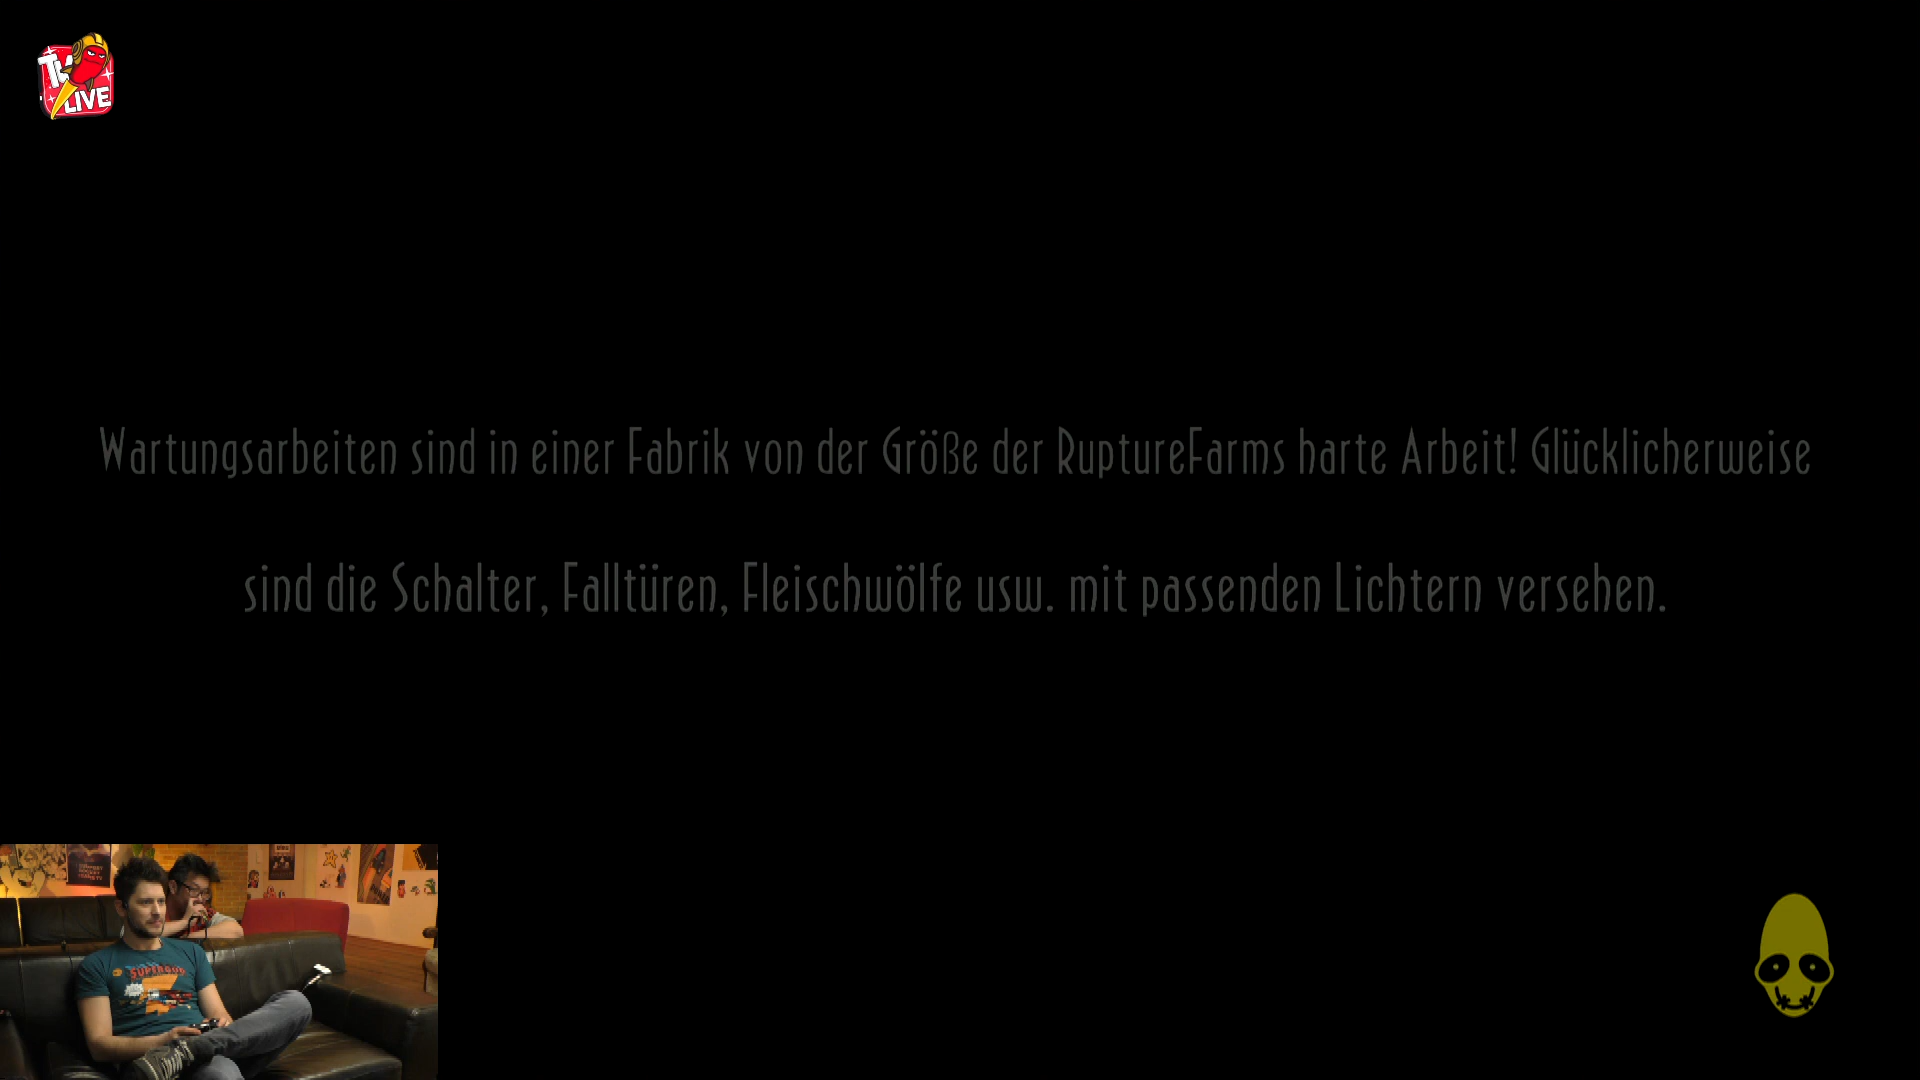 LIVE
Wartungsarbeiten sind in einer Fabrik von der Größe der RuptureFarms harte Arbeit! Glücklicherweise
sind die Schalter, Falltüren, Fleischwölfe usw. mit passenden Lichtern versehen.